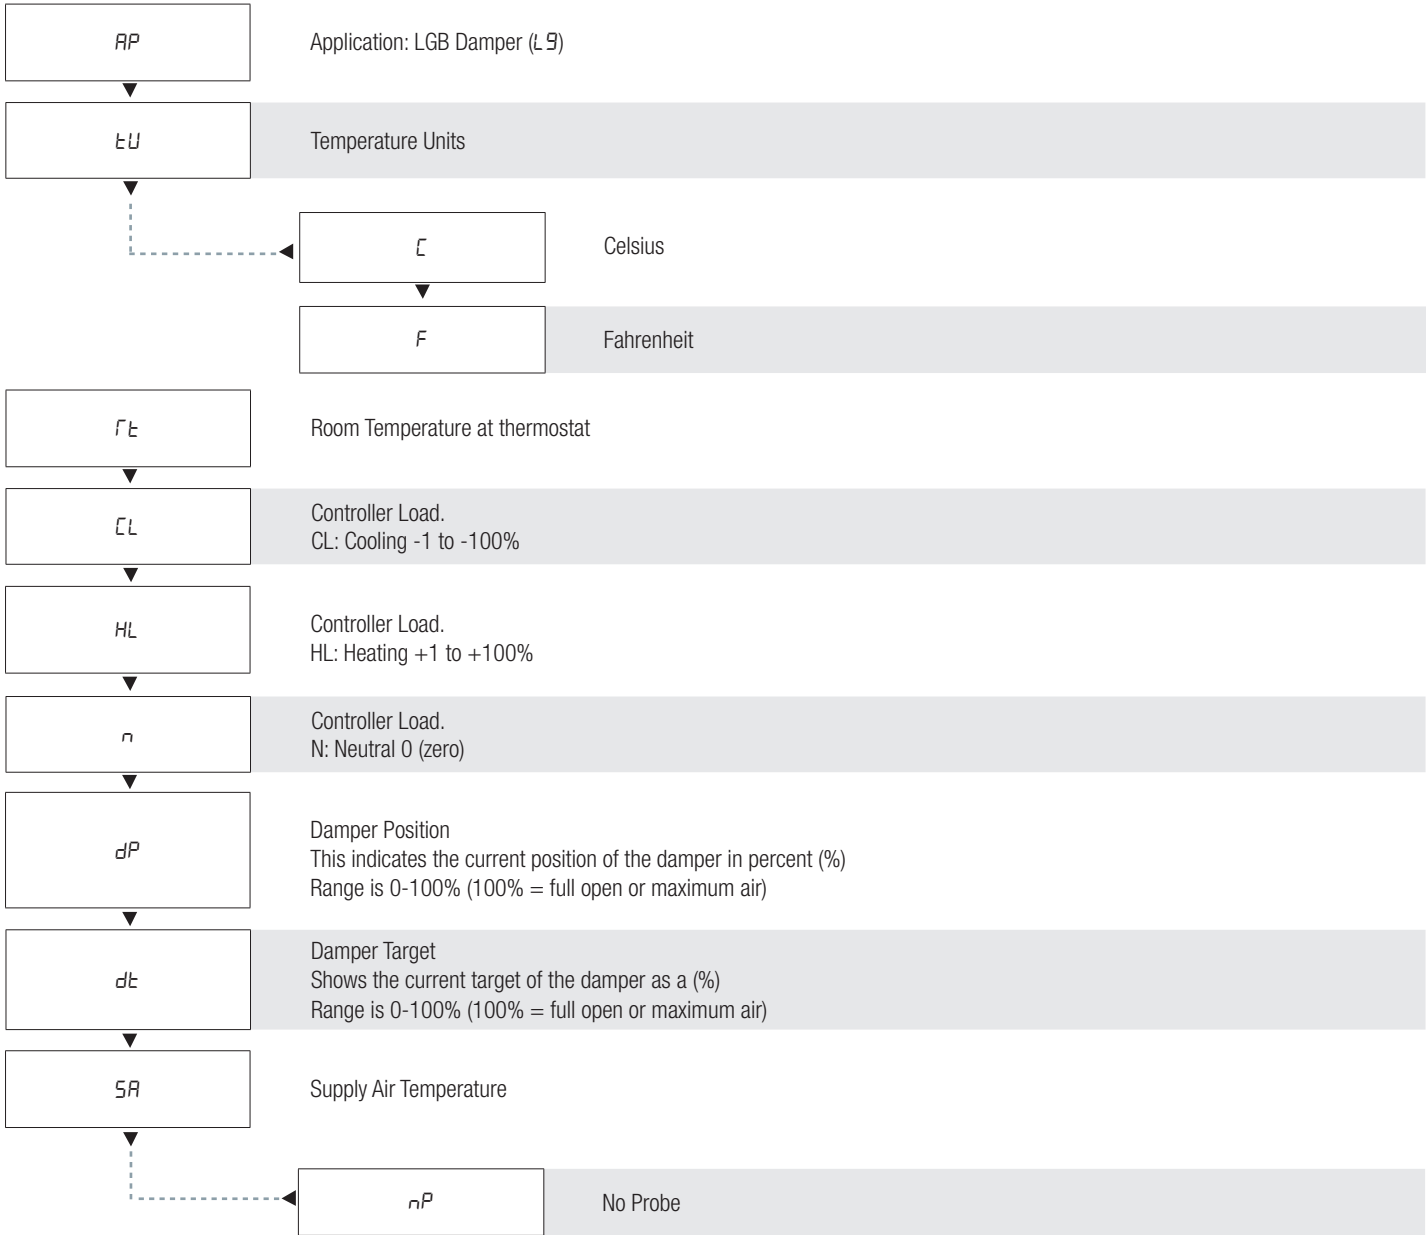 AP
Application: LGB Damper (L9)
tU
Temperature Units
C
Celsius
F
Fahrenheit
rt
Room Temperature at thermostat
CL
Controller Load.
CL: Cooling -1 to -100%
HL
Controller Load.
HL: Heating +1 to +100%
n
Controller Load.
N: Neutral 0 (zero)
dP
Damper Position
This indicates the current position of the damper in percent (%)
Range is 0-100% (100% = full open or maximum air)
dt
Damper Target
Shows the current target of the damper as a (%)
Range is 0-100% (100% = full open or maximum air)
SA
Supply Air Temperature
nP
No Probe